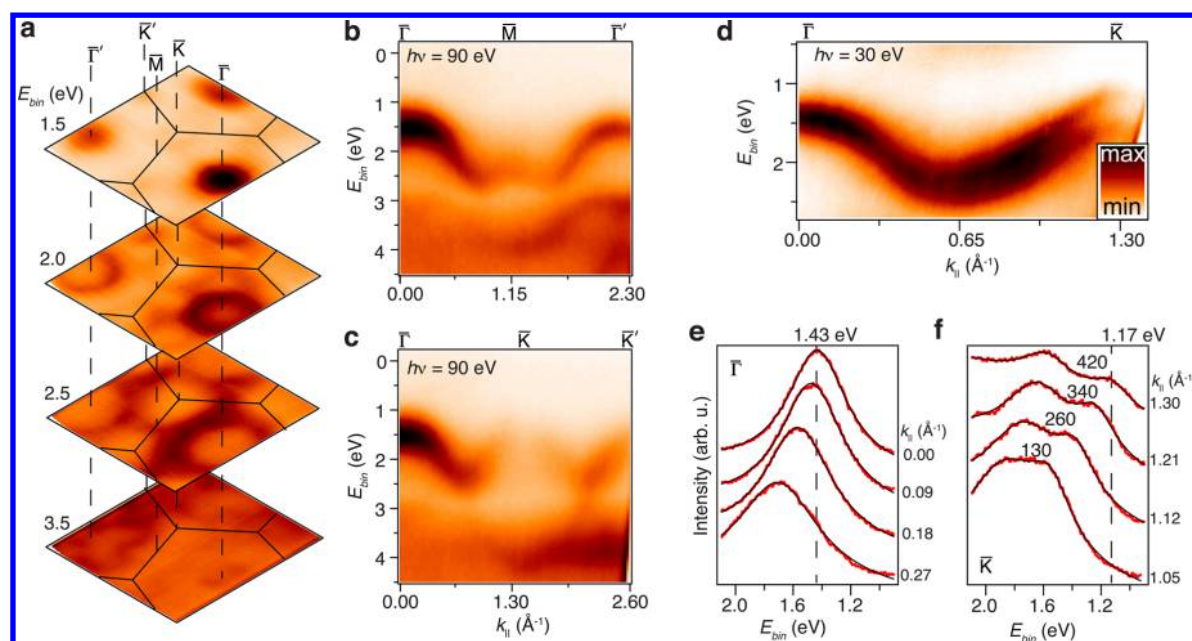 a
Γ̅′ K̅′ M̅ K̅ Γ̅
E_bin (eV)
1.5
2.0
2.5
3.5
b
Γ̅ M̅ Γ̅′
hν = 90 eV
E_bin (eV)
0
1
2
3
4
0.00 1.15 2.30
c
Γ̅ K̅ K̅′
hν = 90 eV
E_bin (eV)
0
1
2
3
4
0.00 1.30 2.60
k_|| (Å⁻¹)
d
Γ̅ K̅
hν = 30 eV
E_bin (eV)
1
2
max
min
0.00 0.65 1.30
k_|| (Å⁻¹)
e
1.43 eV
Γ̅
Intensity (arb. u.)
k_|| (Å⁻¹)
0.00
0.09
0.18
0.27
2.0 1.6 1.2
E_bin (eV)
f
1.17 eV
420
340
260
130
k_|| (Å⁻¹)
1.30
1.21
1.12
1.05
K̅
2.0 1.6 1.2
E_bin (eV)